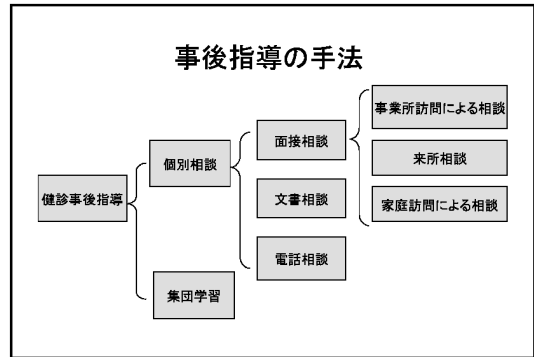 事後指導の手法
健診事後指導
個別相談
集団学習
面接相談
文書相談
電話相談
事業所訪問による相談
来所相談
家庭訪問による相談